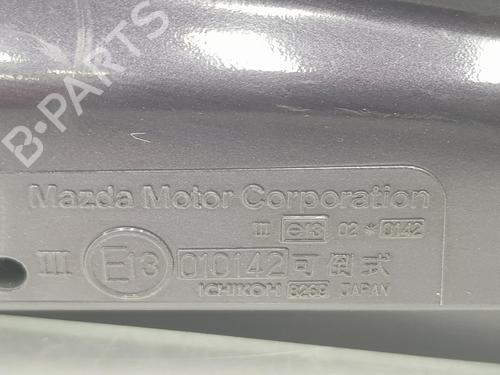 B-PARTS
Mazda Motor Corporation
III e13 02 * 0142
III E13 010142 可倒式
ICHIKOH 8269 JAPAN